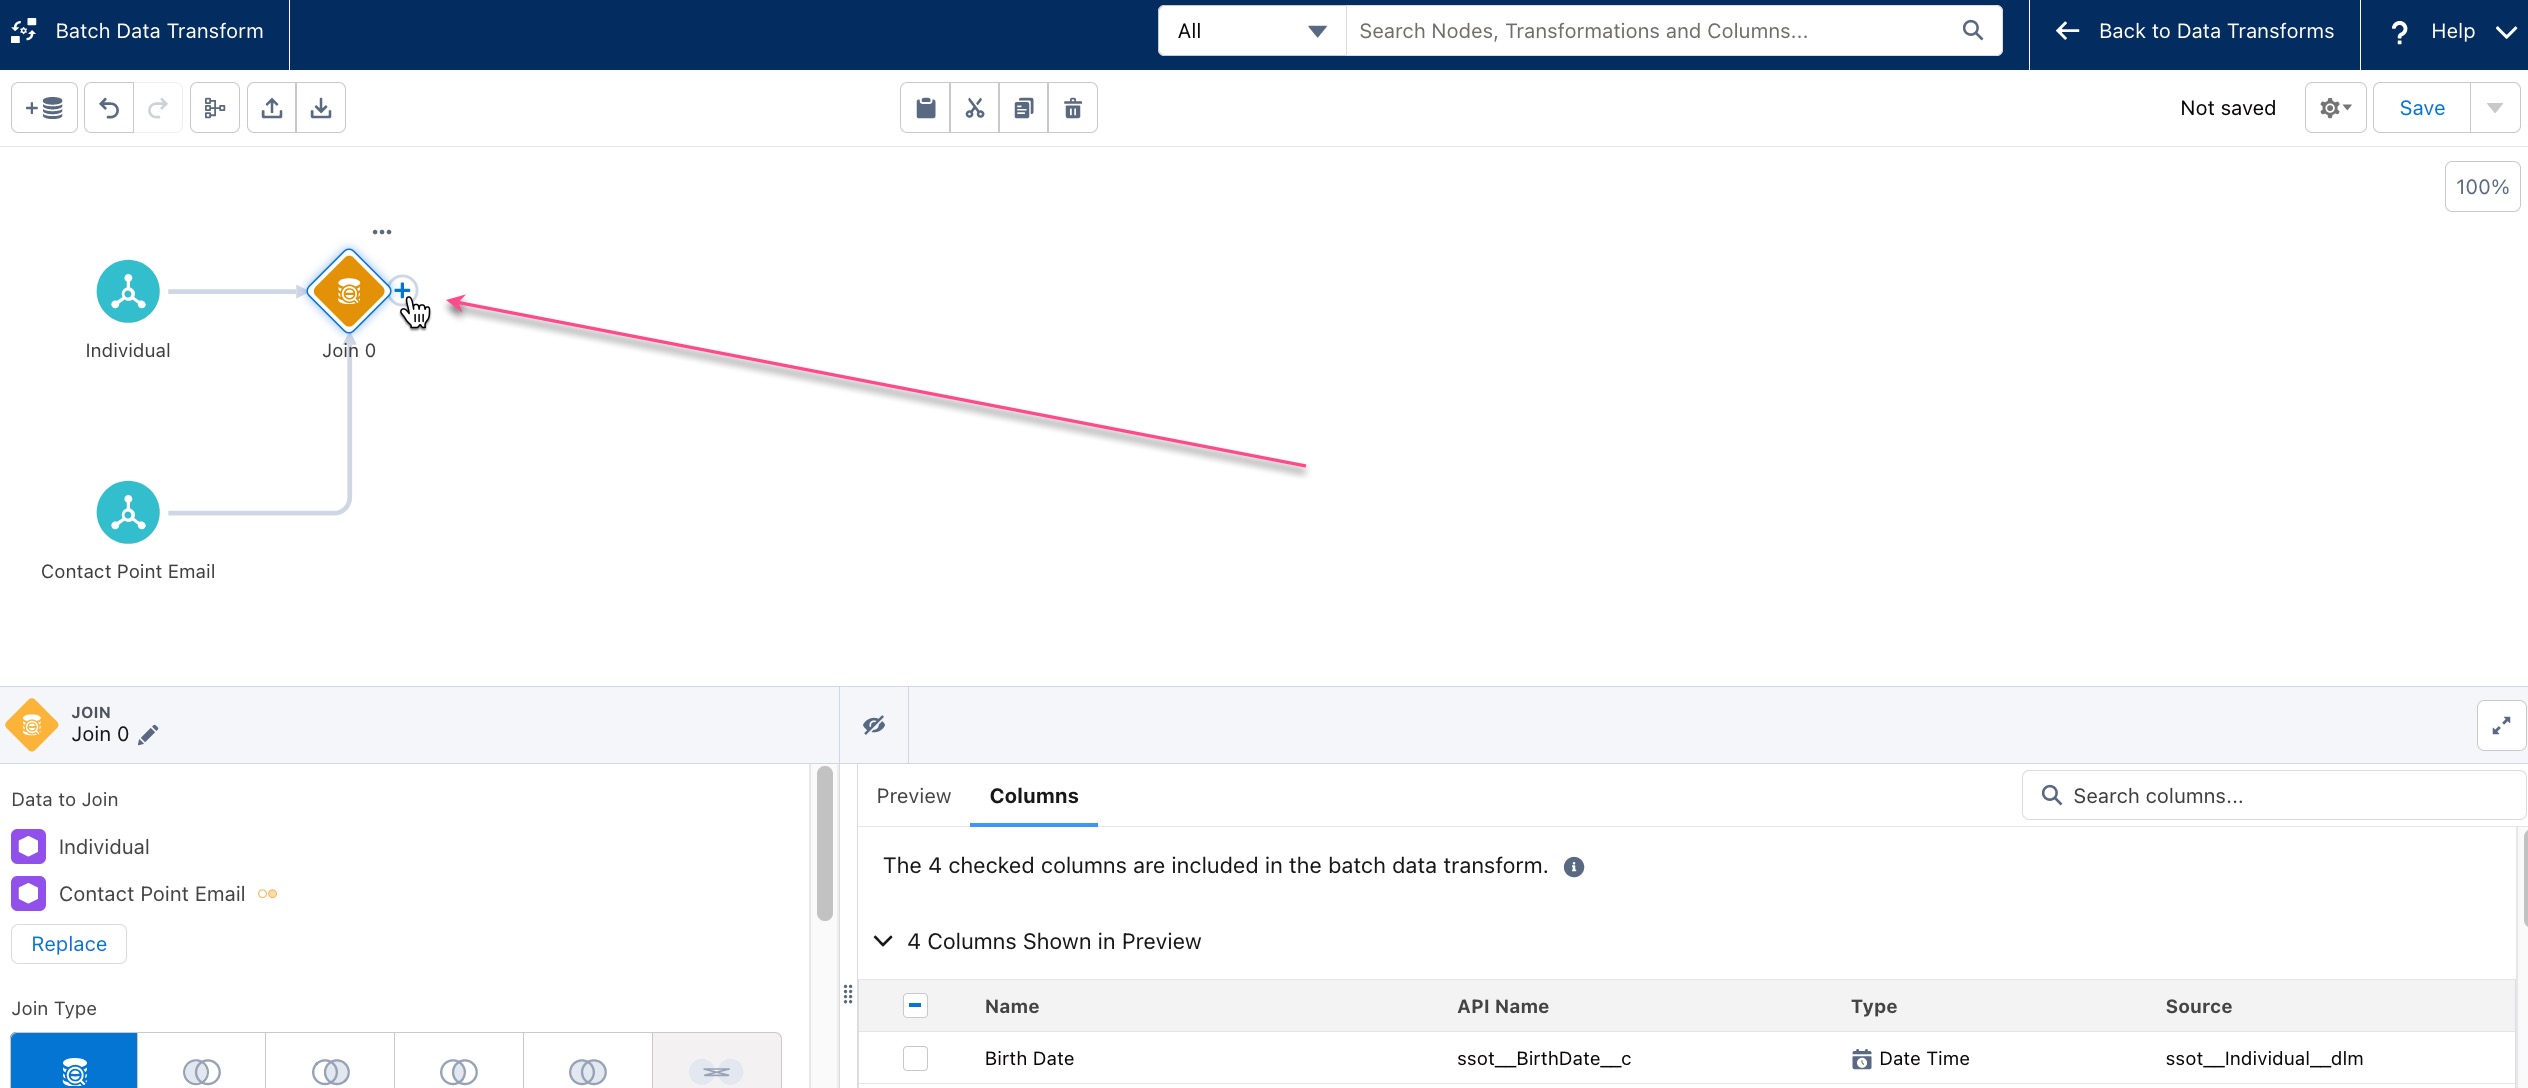 Batch Data Transform
All
Search Nodes, Transformations and Columns...
Back to Data Transforms
? Help
Not saved
Save
100%
Individual
Join 0
Contact Point Email
JOIN
Join 0
Data to Join
Individual
Contact Point Email
Replace
Join Type
Preview
Columns
Search columns...
The 4 checked columns are included in the batch data transform.
4 Columns Shown in Preview
Name API Name Type Source
Birth Date ssot__BirthDate__c Date Time ssot__Individual__dlm